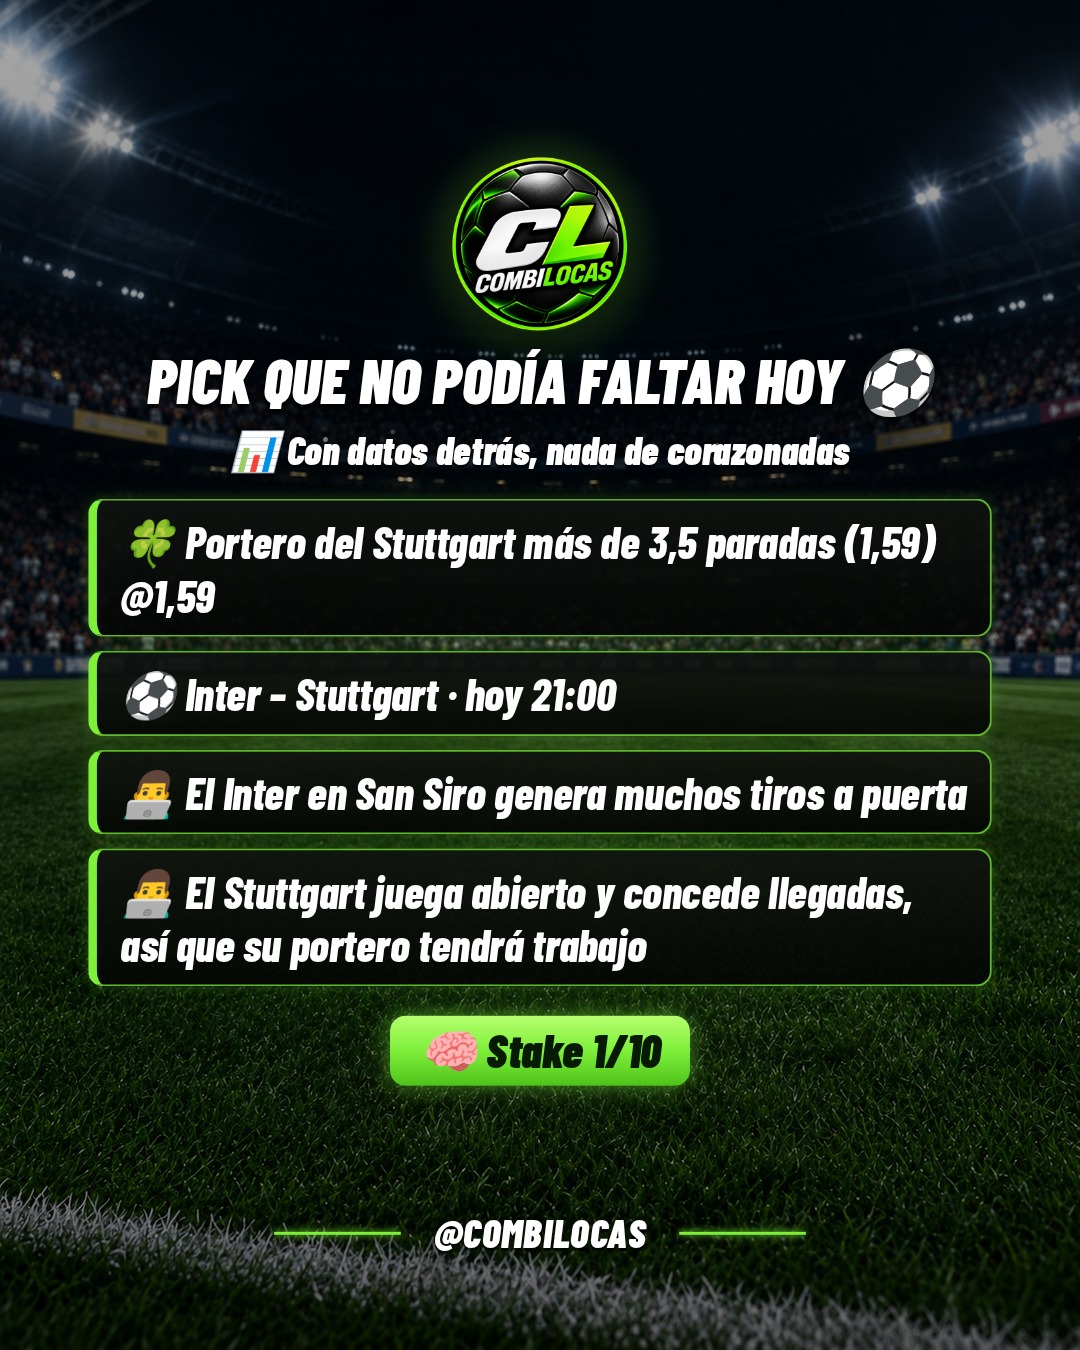 CL
COMBILOCAS
PICK QUE NO PODÍA FALTAR HOY ⚽
📊 Con datos detrás, nada de corazonadas
🍀 Portero del Stuttgart más de 3,5 paradas (1,59)
@1,59
⚽ Inter – Stuttgart · hoy 21:00
👨‍💻 El Inter en San Siro genera muchos tiros a puerta
👨‍💻 El Stuttgart juega abierto y concede llegadas,
así que su portero tendrá trabajo
🧠 Stake 1/10
@COMBILOCAS